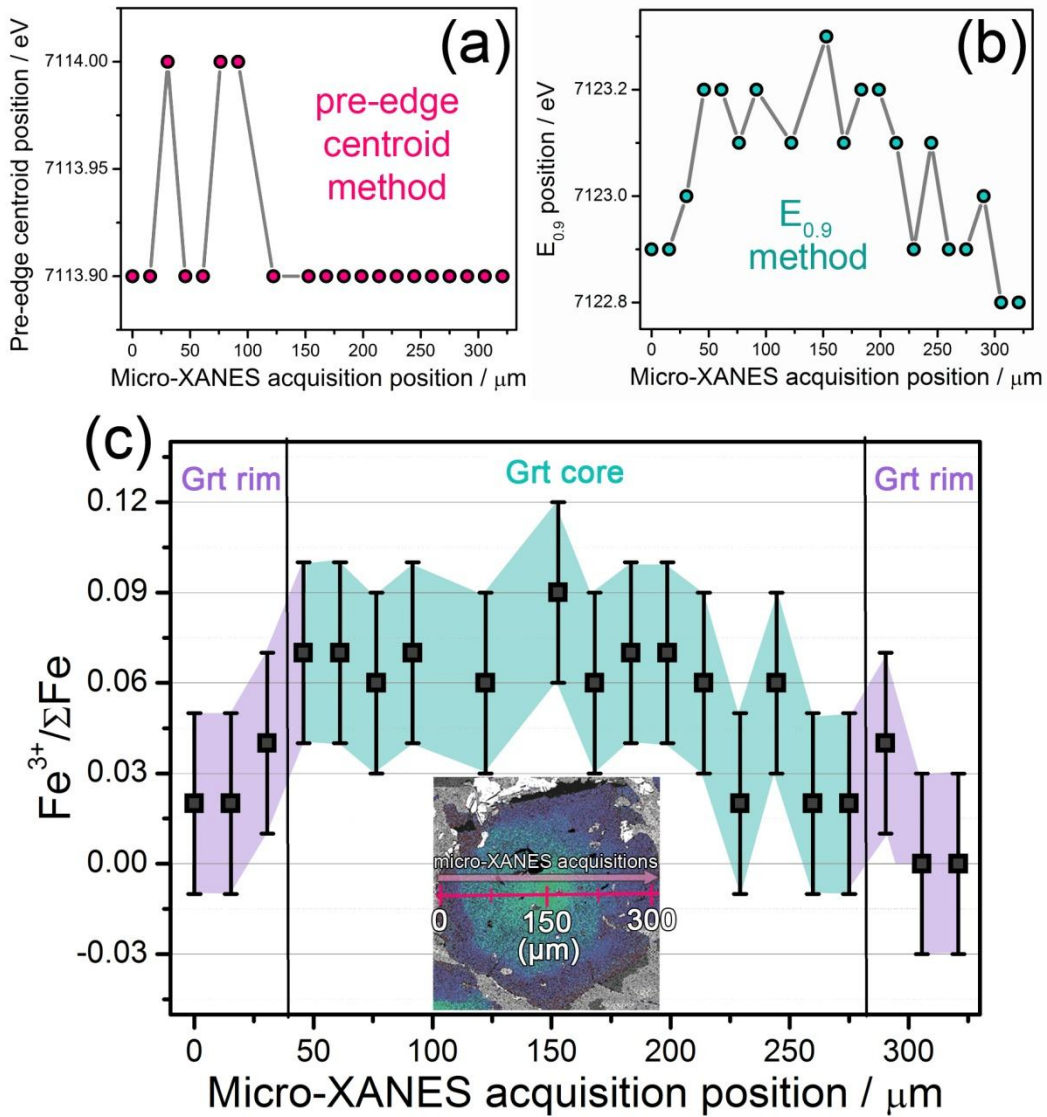 (a)
pre-edge
centroid
method
7114.00
7113.95
7113.90
Pre-edge centroid position / eV
0 50 100 150 200 250 300
Micro-XANES acquisition position / μm
(b)
E0.9
method
7123.2
7123.0
7122.8
E0.9 position / eV
0 50 100 150 200 250 300
Micro-XANES acquisition position / μm
(c)
Grt rim Grt core Grt rim
0.12
0.09
0.06
0.03
0.00
-0.03
Fe3+/ΣFe
micro-XANES acquisitions
0 150 300
(μm)
0 50 100 150 200 250 300
Micro-XANES acquisition position / μm